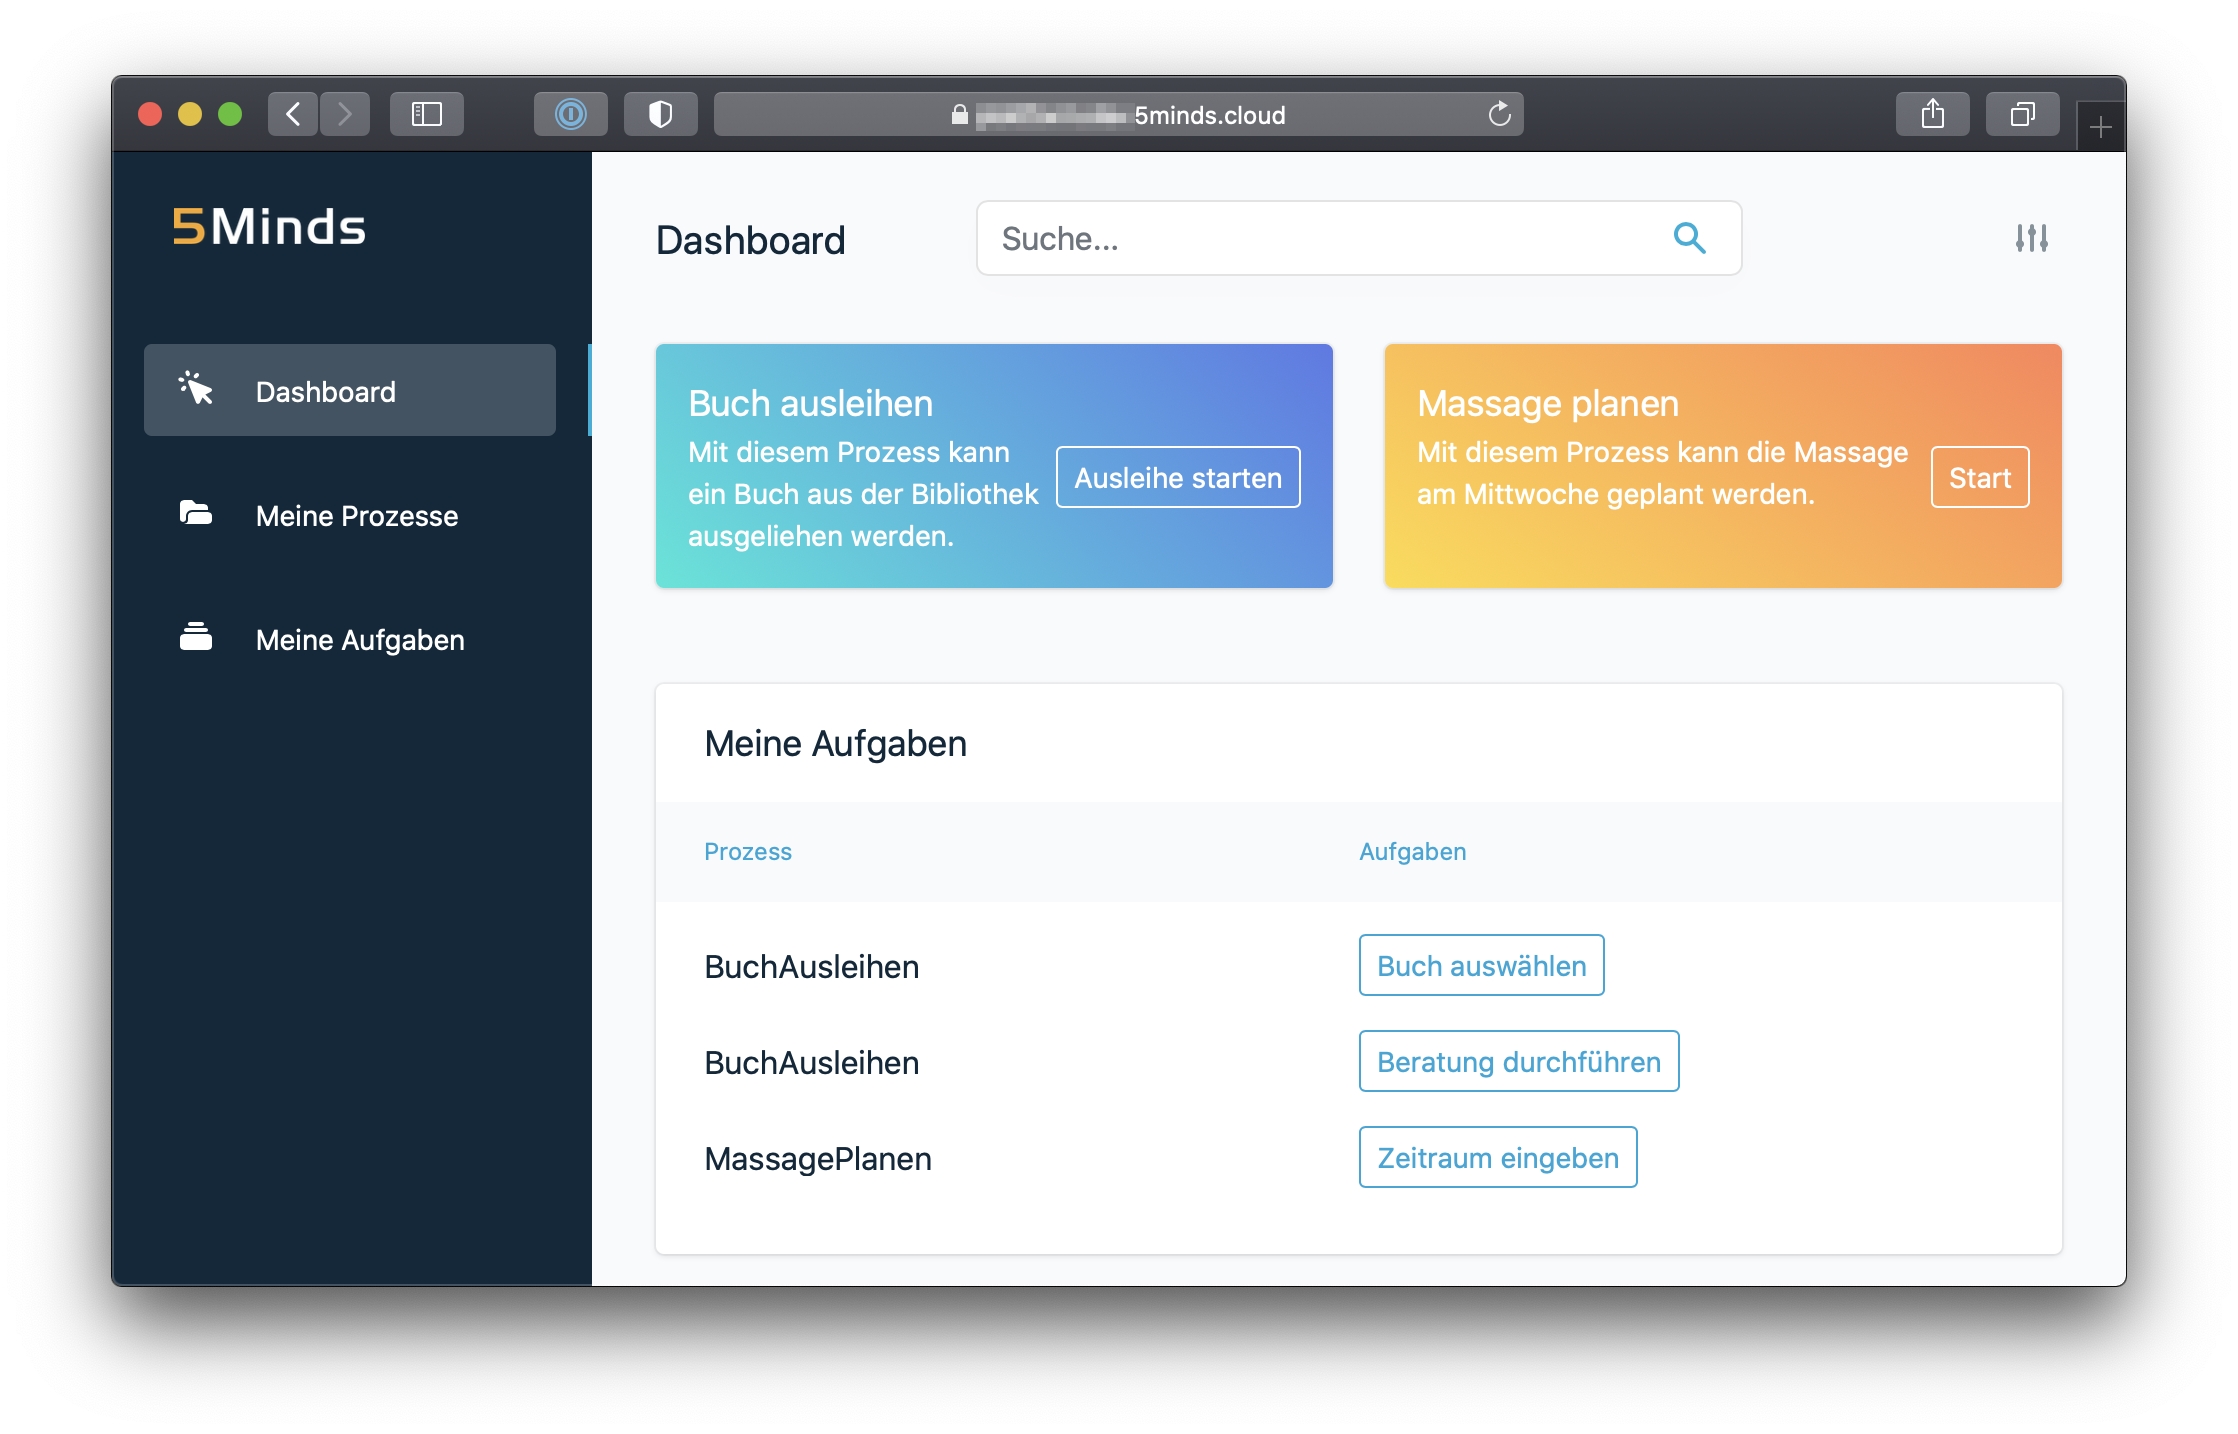 5minds.cloud
5Minds
Dashboard
Meine Prozesse
Meine Aufgaben
Dashboard
Suche...
Buch ausleihen
Mit diesem Prozess kann
ein Buch aus der Bibliothek
ausgeliehen werden.
Ausleihe starten
Massage planen
Mit diesem Prozess kann die Massage
am Mittwoche geplant werden.
Start
Meine Aufgaben
Prozess Aufgaben
BuchAusleihen Buch auswählen
BuchAusleihen Beratung durchführen
MassagePlanen Zeitraum eingeben